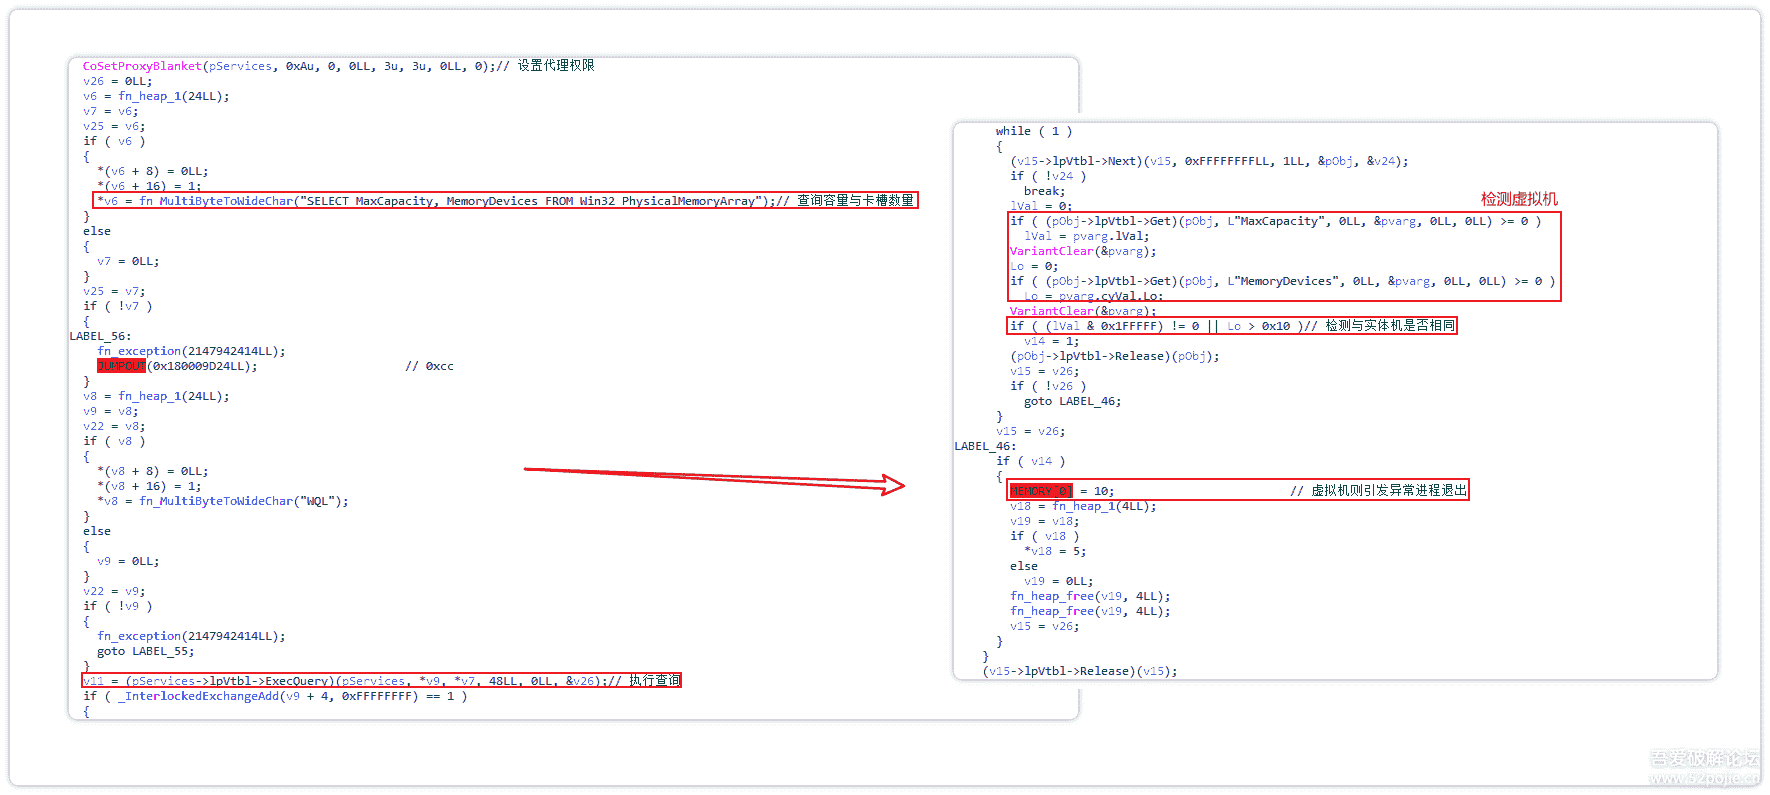 CoSetProxyBlanket(pServices, 0xAu, 0, 0LL, 3u, 3u, 0LL, 0);// 设置代理权限
v26 = 0LL;
v6 = fn_heap_1(24LL);
v7 = v6;
v25 = v6;
if ( v6 )
{
*(v6 + 8) = 0LL;
*(v6 + 16) = 1;
*v6 = fn_MultiByteToWideChar("SELECT MaxCapacity, MemoryDevices FROM Win32_PhysicalMemoryArray");// 查询容量与卡槽数量
}
else
{
v7 = 0LL;
}
v25 = v7;
if ( !v7 )
{
LABEL_56:
fn_exception(2147942414LL);
JUMPOUT(0x180009D24LL); // 0xcc
}
v8 = fn_heap_1(24LL);
v9 = v8;
v22 = v8;
if ( v8 )
{
*(v8 + 8) = 0LL;
*(v8 + 16) = 1;
*v8 = fn_MultiByteToWideChar("WQL");
}
else
{
v9 = 0LL;
}
v22 = v9;
if ( !v9 )
{
fn_exception(2147942414LL);
goto LABEL_55;
}
v11 = (pServices->lpVtbl->ExecQuery)(pServices, *v9, *v7, 48LL, 0LL, &v26);// 执行查询
if ( _InterlockedExchangeAdd(v9 + 4, 0xFFFFFFFF) == 1 )
{
while ( 1 )
{
(v15->lpVtbl->Next)(v15, 0xFFFFFFFFLL, 1LL, &pObj, &v24);
if ( !v24 )
break;
lVal = 0;
检测虚拟机
if ( (pObj->lpVtbl->Get)(pObj, L"MaxCapacity", 0LL, &pvarg, 0LL, 0LL) >= 0 )
lVal = pvarg.lVal;
VariantClear(&pvarg);
Lo = 0;
if ( (pObj->lpVtbl->Get)(pObj, L"MemoryDevices", 0LL, &pvarg, 0LL, 0LL) >= 0 )
Lo = pvarg.cyVal.Lo;
VariantClear(&pvarg);
if ( (lVal & 0x1FFFFF) != 0 || Lo > 0x10 )// 检测与实体机是否相同
v14 = 1;
(pObj->lpVtbl->Release)(pObj);
v15 = v26;
if ( !v26 )
goto LABEL_46;
}
v15 = v26;
LABEL_46:
if ( v14 )
{
MEMORY[0] = 10; // 虚拟机则引发异常进程退出
v18 = fn_heap_1(4LL);
v19 = v18;
if ( v18 )
*v18 = 5;
else
v19 = 0LL;
fn_heap_free(v19, 4LL);
fn_heap_free(v19, 4LL);
v15 = v26;
}
}
(v15->lpVtbl->Release)(v15);
吾爱破解论坛
www.52pojie.cn